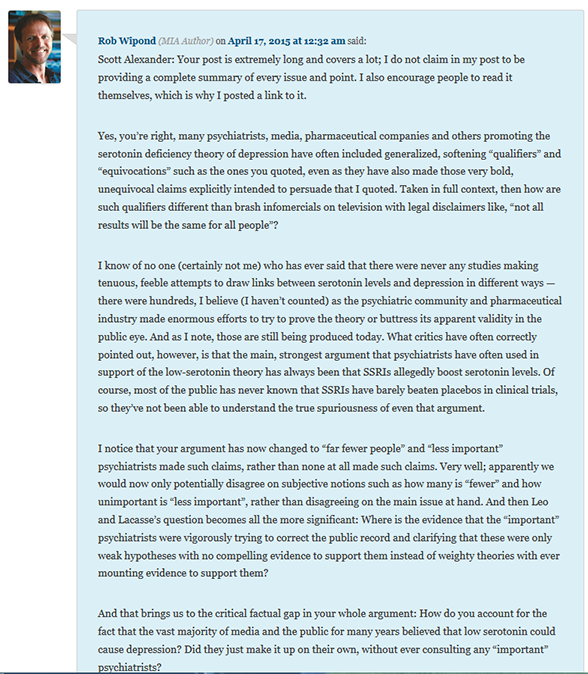 Rob Wipond (MIA Author) on April 17, 2015 at 12:32 am said:
Scott Alexander: Your post is extremely long and covers a lot; I do not claim in my post to be
providing a complete summary of every issue and point. I also encourage people to read it
themselves, which is why I posted a link to it.
Yes, you’re right, many psychiatrists, media, pharmaceutical companies and others promoting the
serotonin deficiency theory of depression have often included generalized, softening “qualifiers” and
“equivocations” such as the ones you quoted, even as they have also made those very bold,
unequivocal claims explicitly intended to persuade that I quoted. Taken in full context, then how are
such qualifiers different than brash infomercials on television with legal disclaimers like, “not all
results will be the same for all people”?
I know of no one (certainly not me) who has ever said that there were never any studies making
tenuous, feeble attempts to draw links between serotonin levels and depression in different ways —
there were hundreds, I believe (I haven’t counted) as the psychiatric community and pharmaceutical
industry made enormous efforts to try to prove the theory or buttress its apparent validity in the
public eye. And as I note, those are still being produced today. What critics have often correctly
pointed out, however, is that the main, strongest argument that psychiatrists have often used in
support of the low-serotonin theory has always been that SSRIs allegedly boost serotonin levels. Of
course, most of the public has never known that SSRIs have barely beaten placebos in clinical trials,
so they’ve not been able to understand the true spuriousness of even that argument.
I notice that your argument has now changed to “far fewer people” and “less important”
psychiatrists made such claims, rather than none at all made such claims. Very well; apparently we
would now only potentially disagree on subjective notions such as how many is “fewer” and how
unimportant is “less important”, rather than disagreeing on the main issue at hand. And then Leo
and Lacasse’s question becomes all the more significant: Where is the evidence that the “important”
psychiatrists were vigorously trying to correct the public record and clarifying that these were only
weak hypotheses with no compelling evidence to support them instead of weighty theories with ever
mounting evidence to support them?
And that brings us to the critical factual gap in your whole argument: How do you account for the
fact that the vast majority of media and the public for many years believed that low serotonin could
cause depression? Did they just make it up on their own, without ever consulting any “important”
psychiatrists?